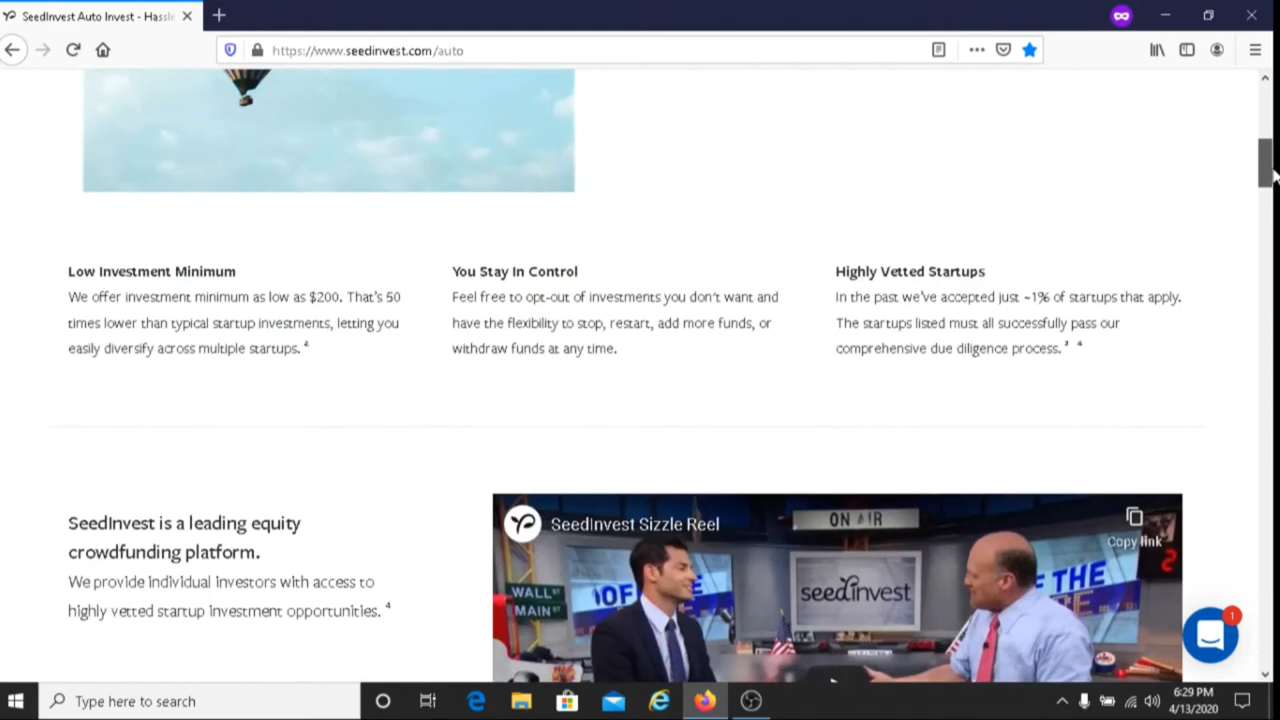 SeedInvest Auto Invest - Hassle
https://www.seedinvest.com/auto
Low Investment Minimum
We offer investment minimum as low as $200. That's 50
times lower than typical startup investments, letting you
easily diversify across multiple startups. ²
You Stay In Control
Feel free to opt-out of investments you don't want and
have the flexibility to stop, restart, add more funds, or
withdraw funds at any time.
Highly Vetted Startups
In the past we've accepted just ~1% of startups that apply.
The startups listed must all successfully pass our
comprehensive due diligence process. ³ ⁴
SeedInvest is a leading equity
crowdfunding platform.
We provide individual investors with access to
highly vetted startup investment opportunities. ⁴
SeedInvest Sizzle Reel
ON AIR
Copy link
WALL ST
MAIN ST
OF
seedinvest
THE
1
Type here to search
6:29 PM
4/13/2020